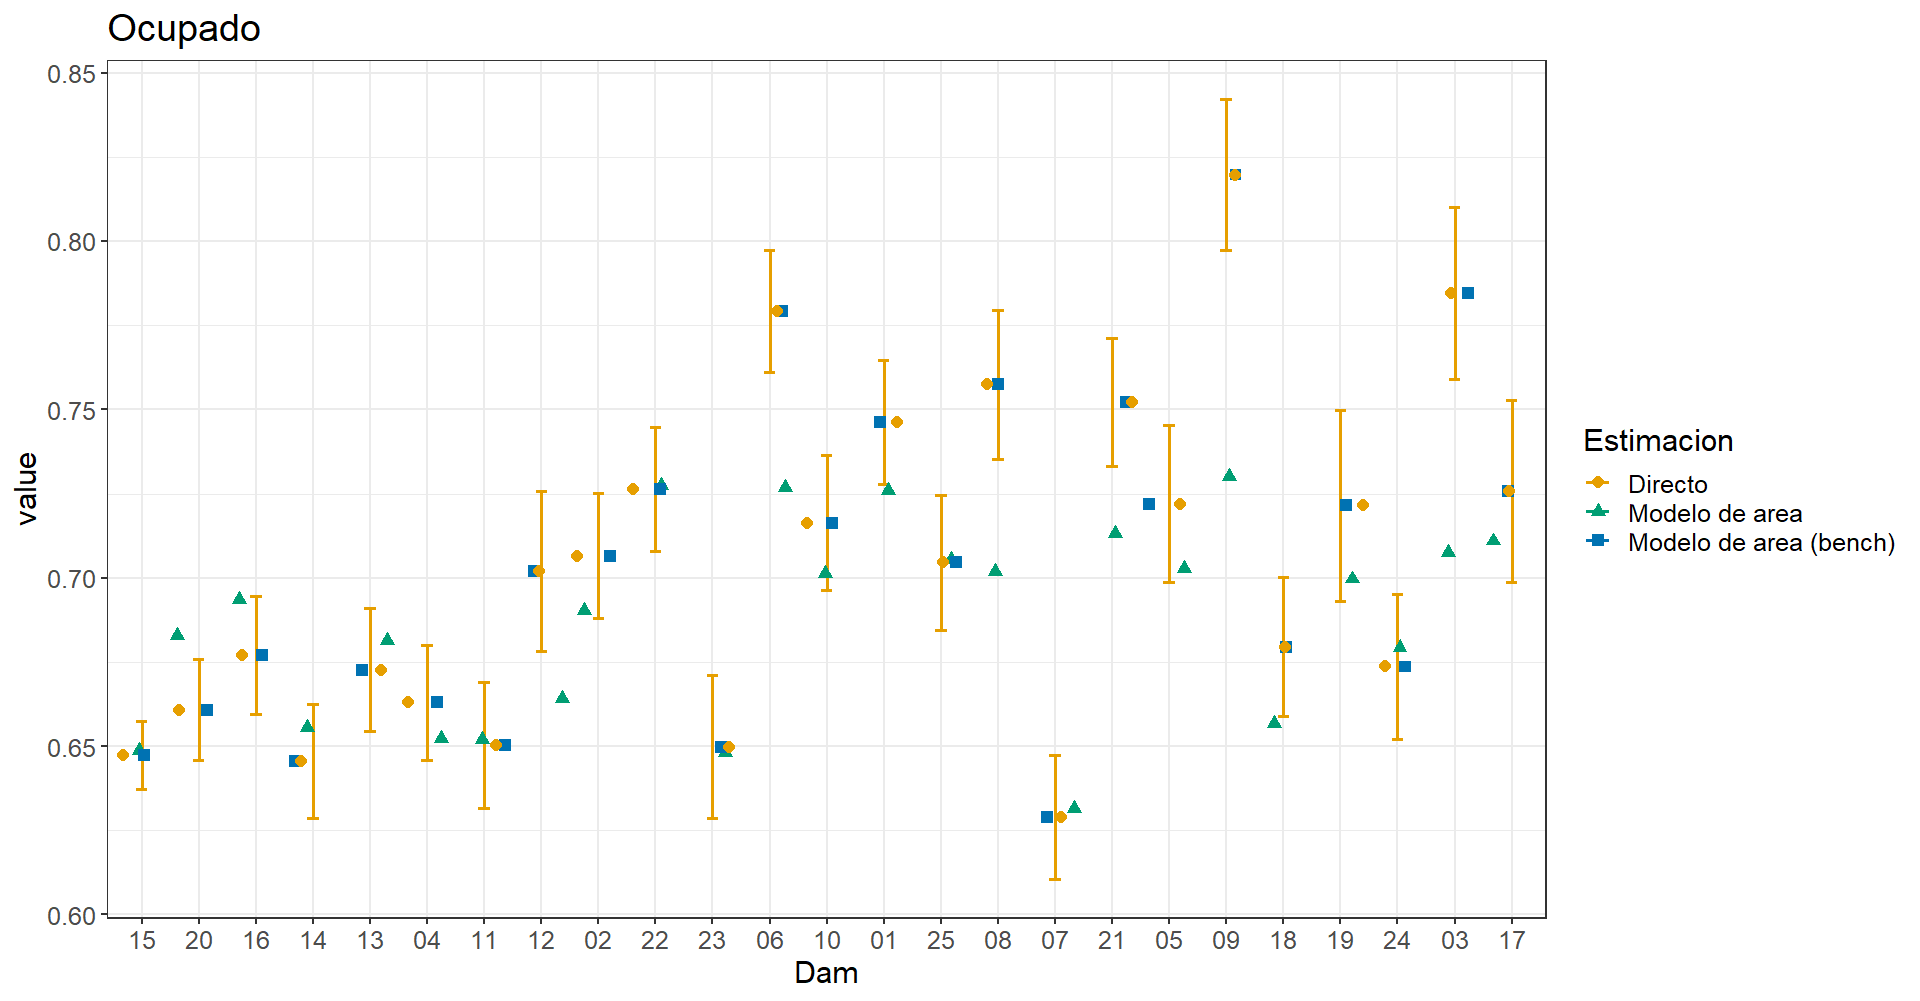 Ocupado
0.85
0.80
0.75
0.70
0.65
0.60
value
15 20 16 14 13 04 11 12 02 22 23 06 10 01 25 08 07 21 05 09 18 19 24 03 17
Dam
Estimacion
Directo
Modelo de area
Modelo de area (bench)